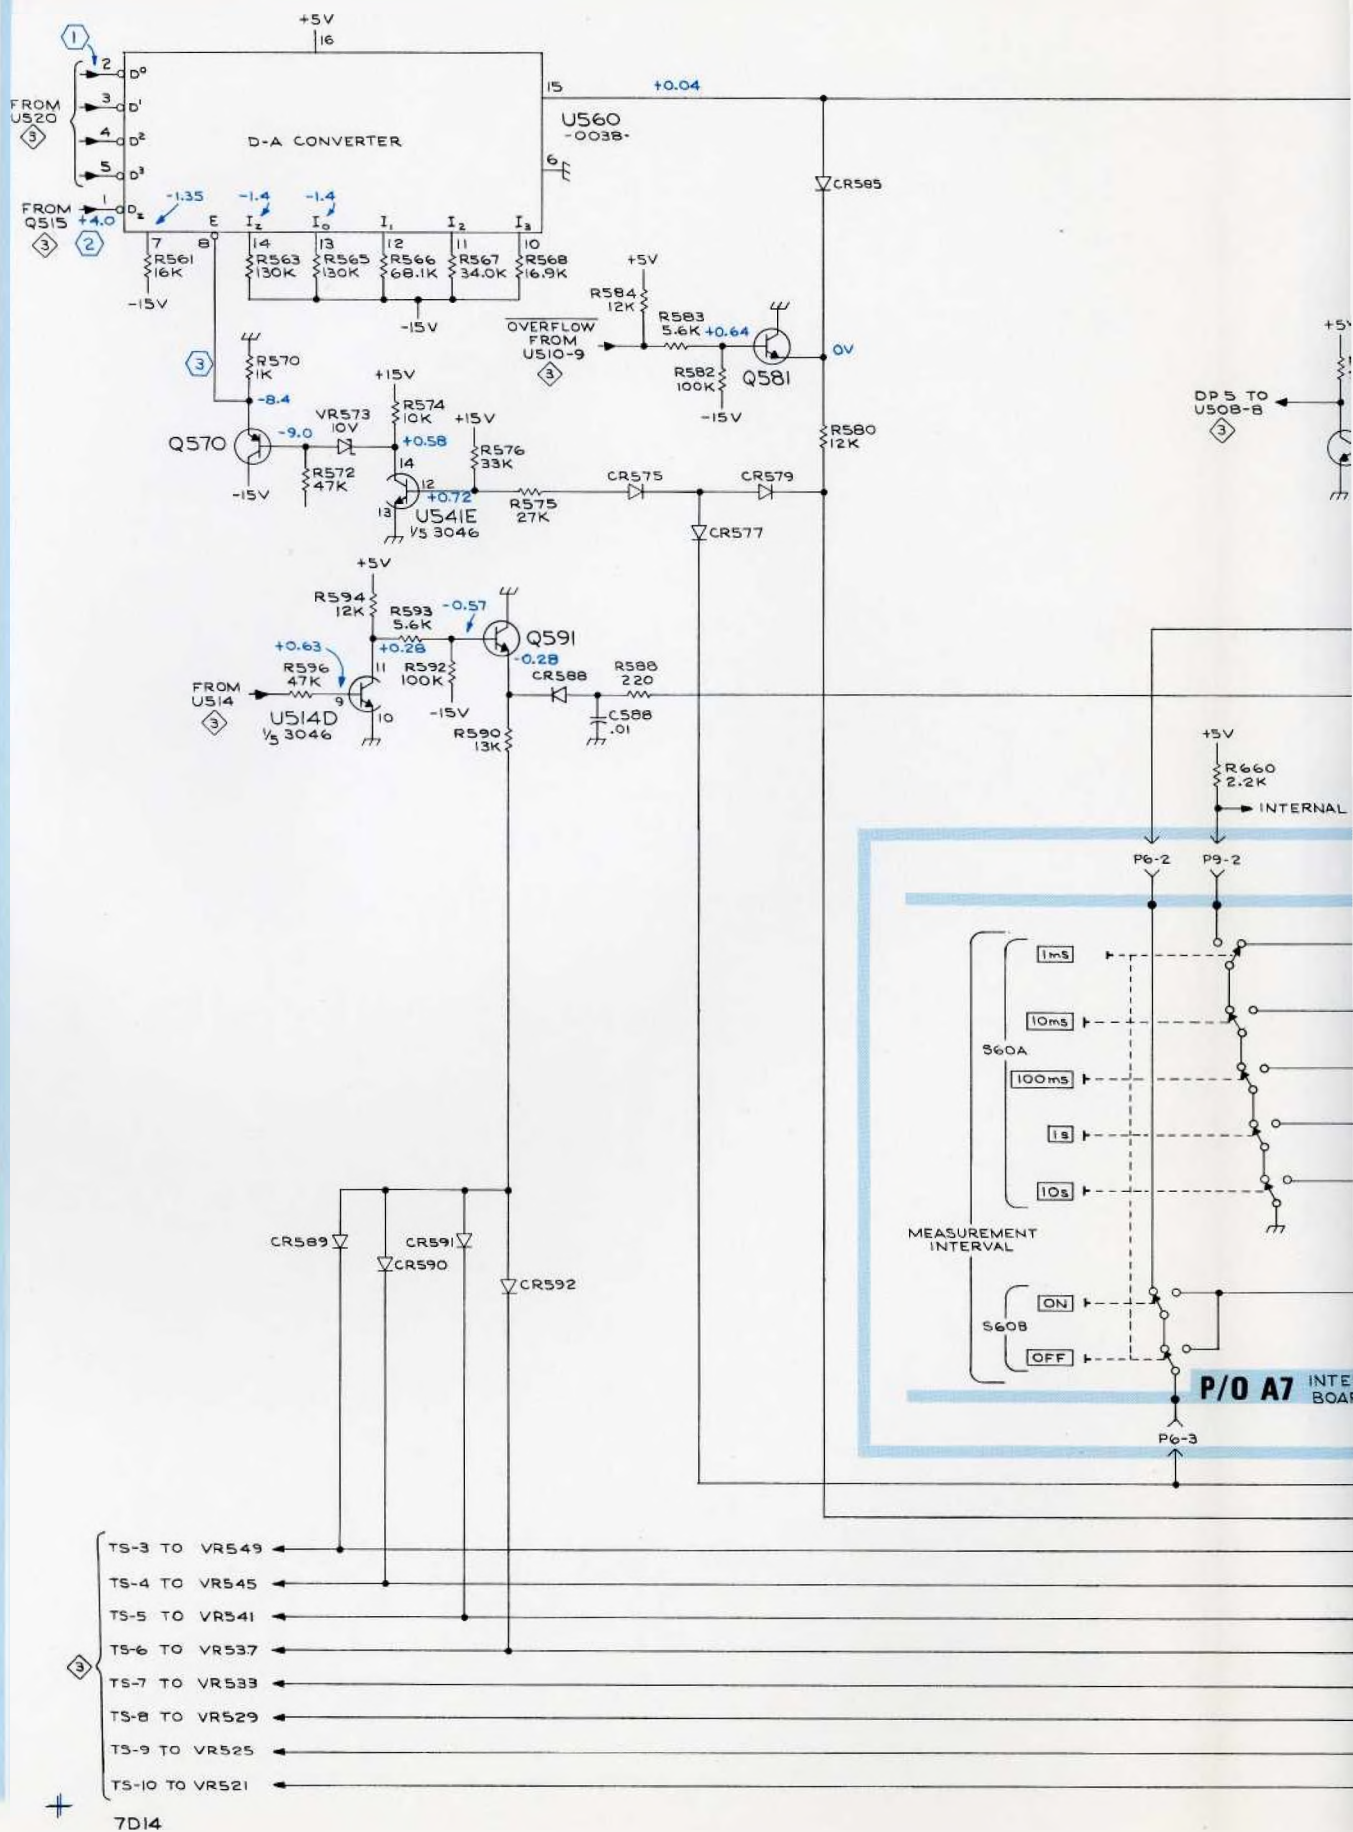 +5V
16
1
2
D⁰
FROM
U520
3
3
D¹
4
D²
5
D³
D-A CONVERTER
15
+0.04
U560
-0038-
6
FROM
Q515
3
+4.0
2
1
D₂
-1.35
-1.4
-1.4
E
I₂
I₀
I₁
I₂
I₃
7
8
14
13
12
11
10
R561
16K
-15V
R563
130K
R565
130K
R566
68.1K
R567
34.0K
R568
16.9K
-15V
CR585
+5V
R584
12K
R583
5.6K
+0.64
OVERFLOW
FROM
U510-9
3
R582
100K
-15V
Q581
0V
+5V
DP5 TO
U508-8
3
3
R570
1K
-8.4
Q570
-9.0
-15V
VR573
10V
R572
47K
+15V
R574
10K
+0.58
14
12
13
+0.72
U541E
1/5 3046
+15V
R576
33K
R575
27K
CR575
CR579
CR577
R580
12K
+5V
R594
12K
R593
5.6K
-0.57
+0.63
+0.28
Q591
-0.28
FROM
U514
3
R596
47K
9
11
10
U514D
1/5 3046
R592
100K
-15V
CR588
R588
220
C588
.01
R590
13K
+5V
R660
2.2K
INTERNAL
P6-2
P9-2
1ms
10ms
S60A
100ms
1s
10s
MEASUREMENT
INTERVAL
ON
S60B
OFF
P/O A7
P6-3
CR589
CR590
CR591
CR592
3
TS-3 TO VR549
TS-4 TO VR545
TS-5 TO VR541
TS-6 TO VR537
TS-7 TO VR533
TS-8 TO VR529
TS-9 TO VR525
TS-10 TO VR521
7D14